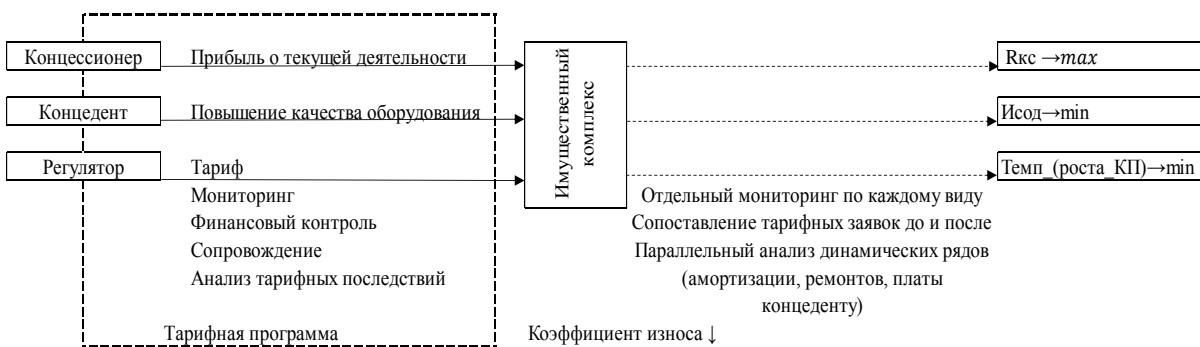 Концессионер
Прибыль о текущей деятельности
Имущественный
комплекс
Rкс →max
Концедент
Повышение качества оборудования
Исод→min
Регулятор
Тариф
Темп_(роста_КП)→min
Мониторинг
Финансовый контроль
Сопровождение
Анализ тарифных последствий
Отдельный мониторинг по каждому виду
Сопоставление тарифных заявок до и после
Параллельный анализ динамических рядов
(амортизации, ремонтов, платы
концеденту)
Тарифная программа
Коэффициент износа ↓